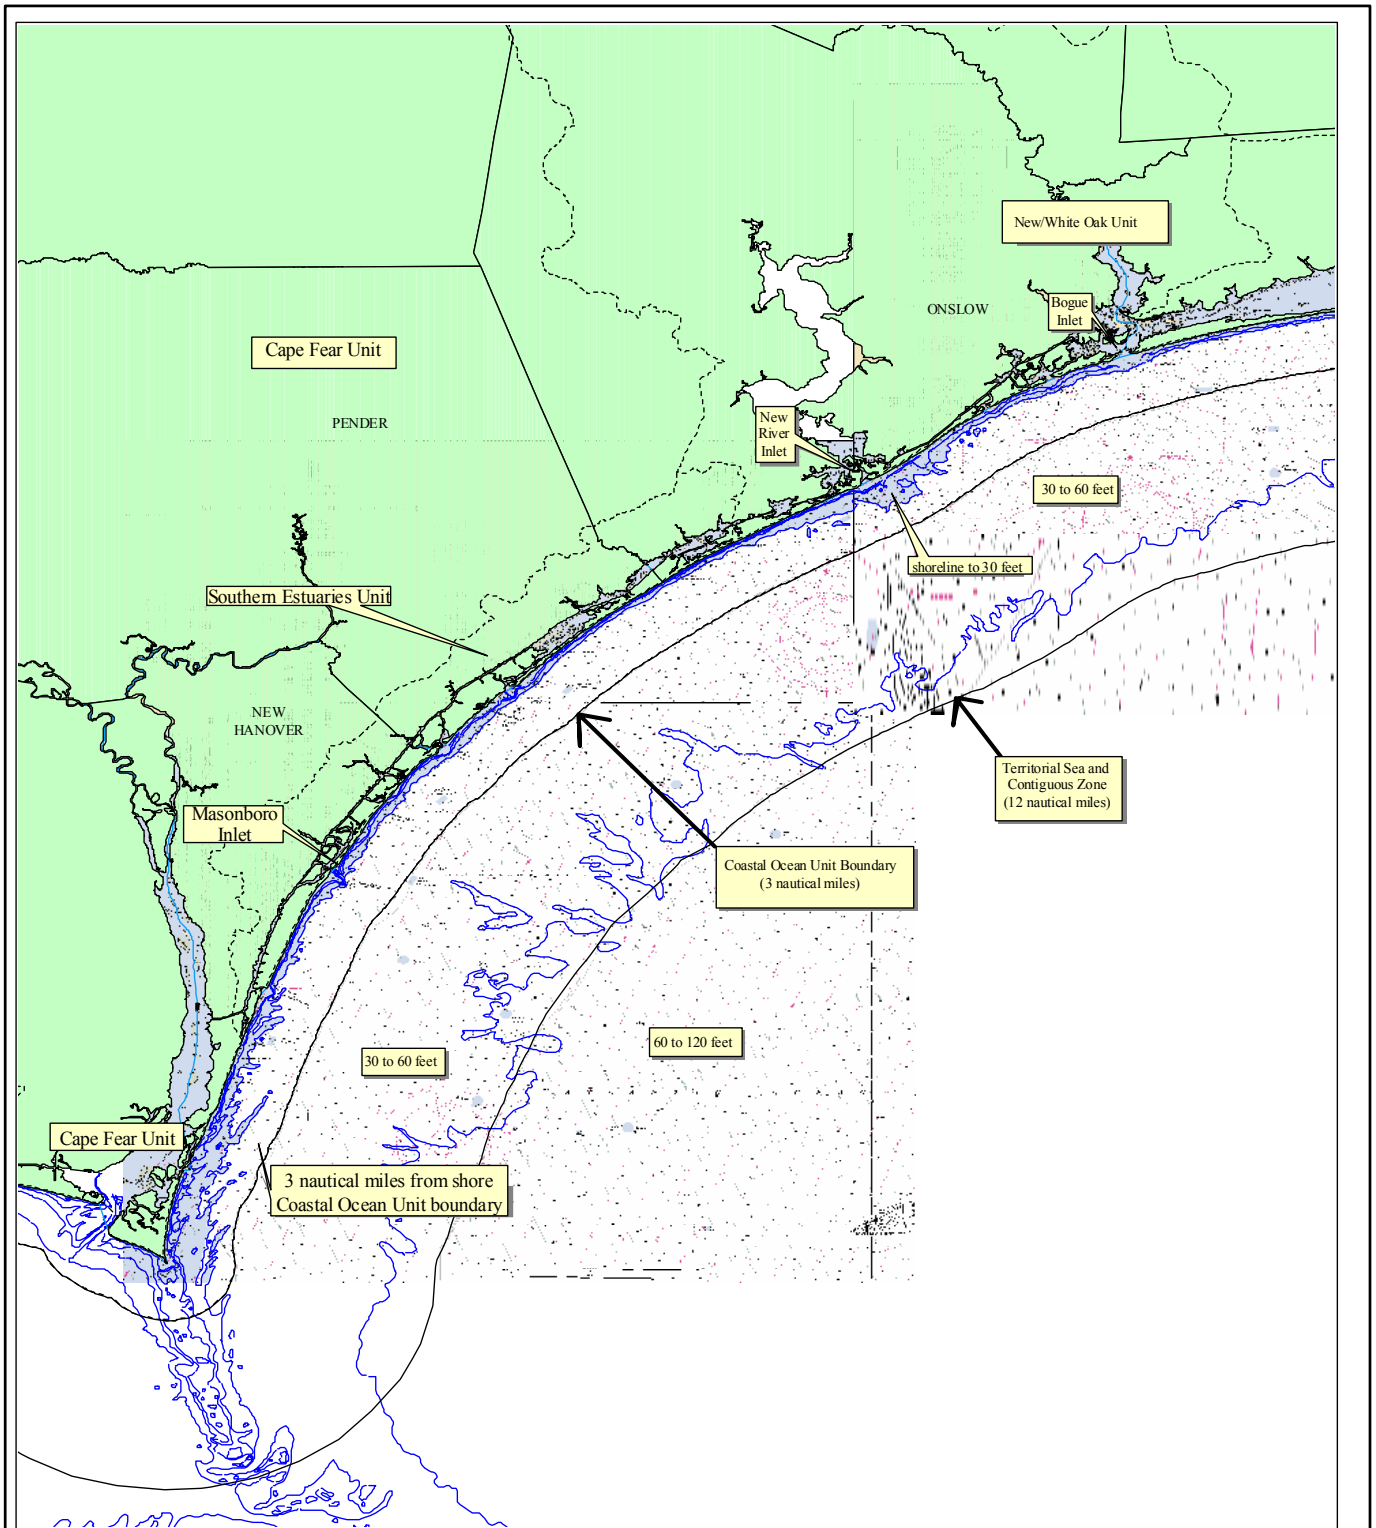 New/White Oak Unit
Bogue
Inlet
ONSLOW
Cape Fear Unit
PENDER
New
River
Inlet
30 to 60 feet
shoreline to 30 feet
Southern Estuaries Unit
NEW
HANOVER
Territorial Sea and
Contiguous Zone
(12 nautical miles)
Masonboro
Inlet
Coastal Ocean Unit Boundary
(3 nautical miles)
60 to 120 feet
30 to 60 feet
Cape Fear Unit
3 nautical miles from shore
Coastal Ocean Unit boundary